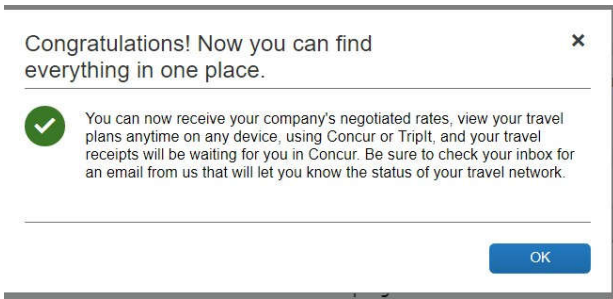 Congratulations! Now you can find
everything in one place.
You can now receive your company's negotiated rates, view your travel
plans anytime on any device, using Concur or TripIt, and your travel
receipts will be waiting for you in Concur. Be sure to check your inbox for
an email from us that will let you know the status of your travel network.
OK